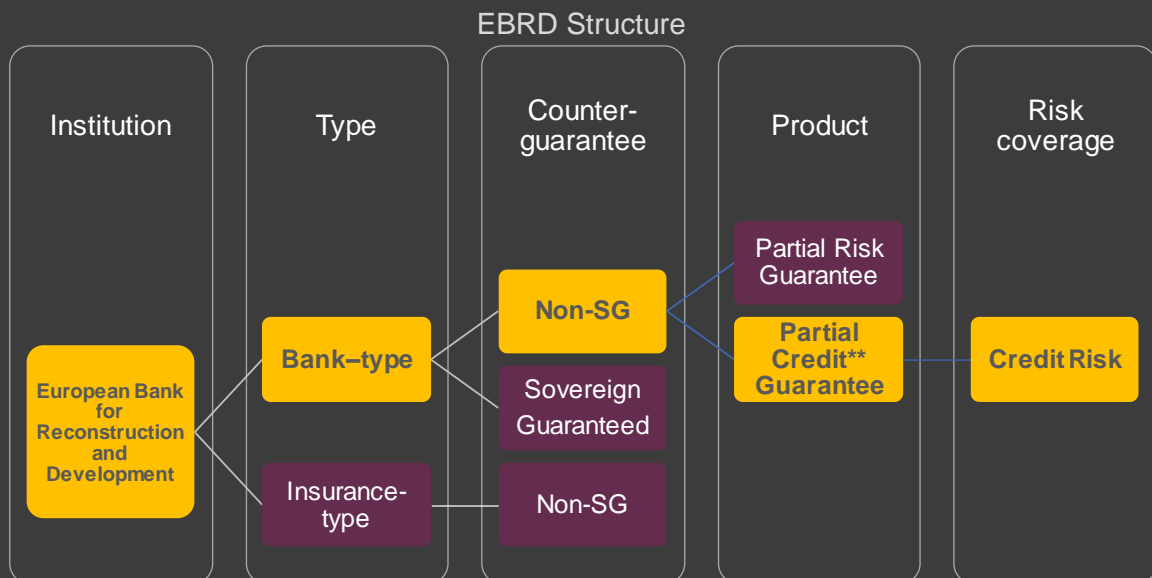 EBRD Structure
Institution
Type
Counter-
guarantee
Product
Risk
coverage
European Bank
for
Reconstruction
and
Development
Bank–type
Insurance-
type
Non-SG
Sovereign
Guaranteed
Non-SG
Partial Risk
Guarantee
Partial
Credit**
Guarantee
Credit Risk